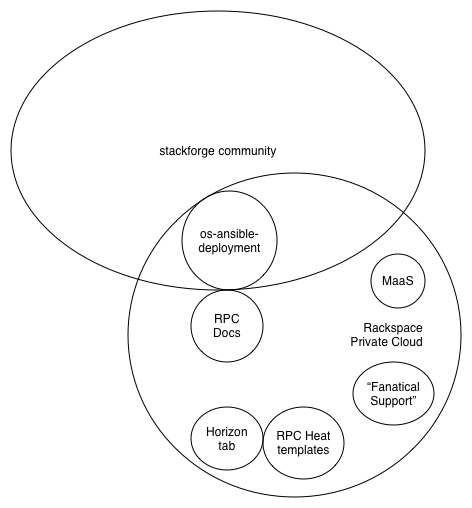 stackforge community
os-ansible-
deployment
MaaS
RPC
Docs
Rackspace
Private Cloud
“Fanatical
Support”
Horizon
tab
RPC Heat
templates